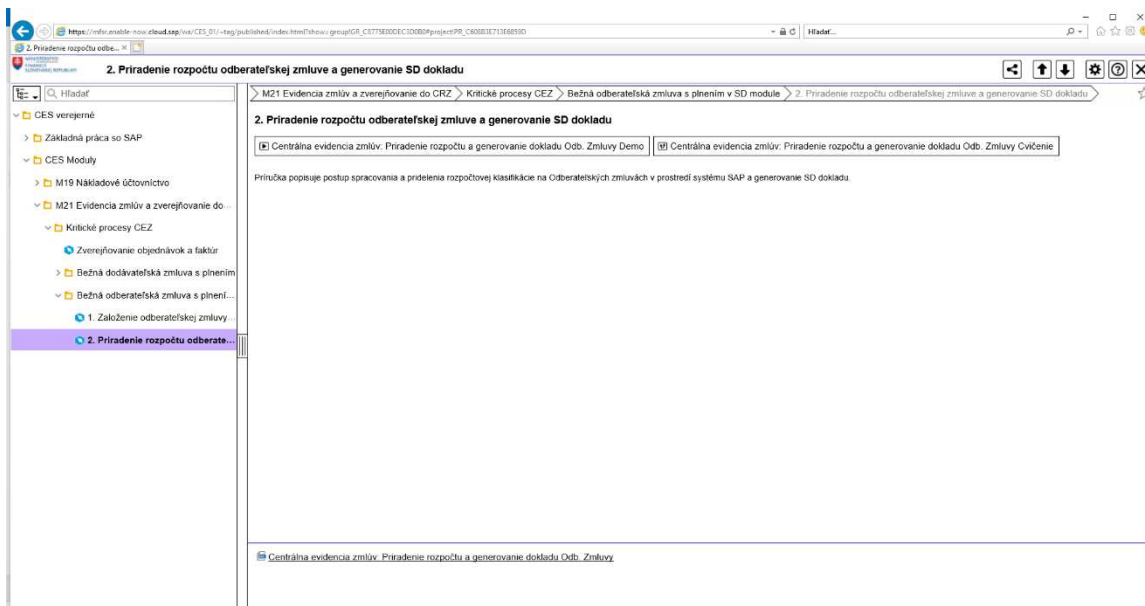 https://mfsr.enable-now.cloud.sap/wa/CES_01/~tag/published/index.html?show=
Hľadať...
2. Priradenie rozpočtu odbe...
MINISTERSTVO
FINANCIÍ
SLOVENSKEJ REPUBLIKY
2. Priradenie rozpočtu odberateľskej zmluve a generovanie SD dokladu
Hľadať
M21 Evidencia zmlúv a zverejňovanie do CRZ
Kritické procesy CEZ
Bežná odberateľská zmluva s plnením v SD module
2. Priradenie rozpočtu odberateľskej zmluve a generovanie SD dokladu
CES verejerné
Základná práca so SAP
CES Moduly
M19 Nákladové účtovníctvo
M21 Evidencia zmlúv a zverejňovanie do...
Kritické procesy CEZ
Zverejňovanie objednávok a faktúr
Bežná dodávateľská zmluva s plnením
Bežná odberateľská zmluva s plnení...
1. Založenie odberateľskej zmluvy...
2. Priradenie rozpočtu odberate...
2. Priradenie rozpočtu odberateľskej zmluve a generovanie SD dokladu
Centrálna evidencia zmlúv: Priradenie rozpočtu a generovanie dokladu Odb. Zmluvy Demo
Centrálna evidencia zmlúv: Priradenie rozpočtu a generovanie dokladu Odb. Zmluvy Cvičenie
Príručka popisuje postup spracovania a pridelenia rozpočtovej klasifikácie na Odberateľských zmluvách v prostredí systému SAP a generovanie SD dokladu.
Centrálna evidencia zmlúv: Priradenie rozpočtu a generovanie dokladu Odb. Zmluvy